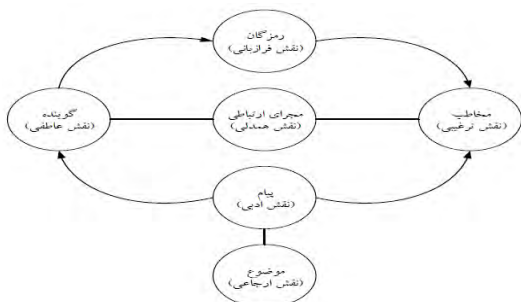 رمزگان
(نقش فرازبانی)
گوینده
(نقش عاطفی)
مجرای ارتباطی
(نقش همدلی)
مخاطب
(نقش ترغیبی)
پیام
(نقش ادبی)
موضوع
(نقش ارجاعی)